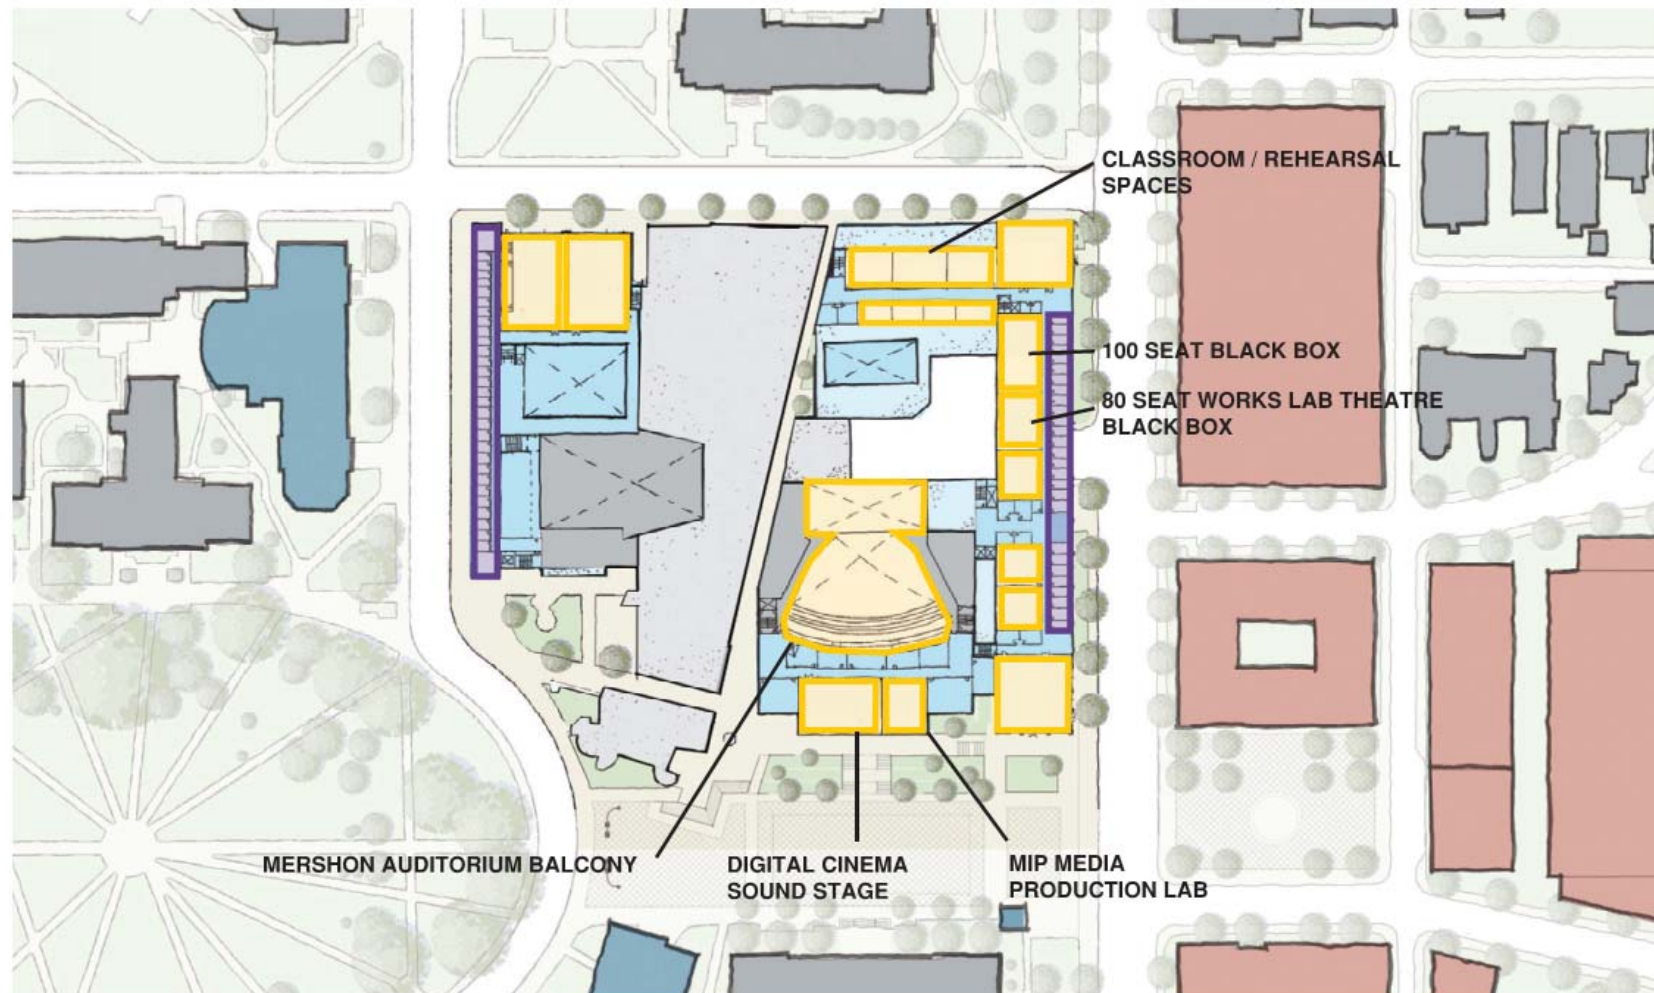 CLASSROOM / REHEARSAL
SPACES
100 SEAT BLACK BOX
80 SEAT WORKS LAB THEATRE
BLACK BOX
MERSHON AUDITORIUM BALCONY
DIGITAL CINEMA
SOUND STAGE
MIP MEDIA
PRODUCTION LAB